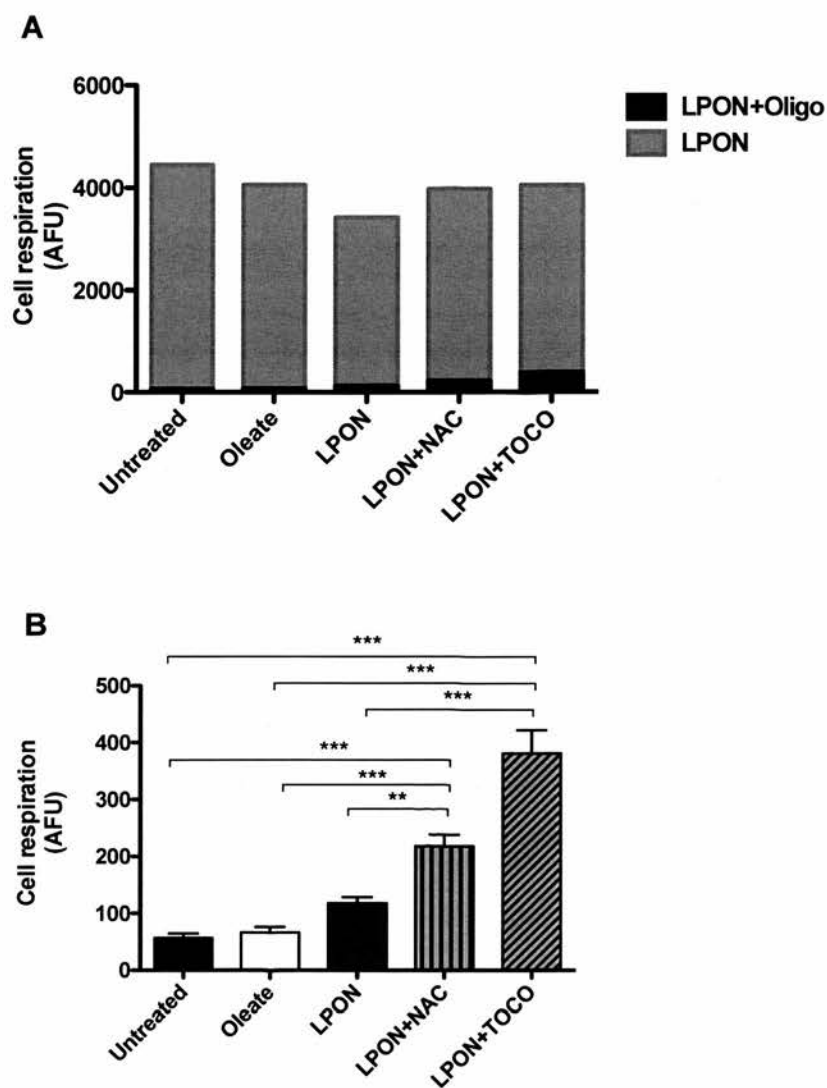 A
6000
4000
2000
0
Cell respiration
(AFU)
LPON+Oligo
LPON
Untreated
Oleate
LPON
LPON+NAC
LPON+TOCO
B
***
***
***
***
***
**
500
400
300
200
100
0
Cell respiration
(AFU)
Untreated
Oleate
LPON
LPON+NAC
LPON+TOCO